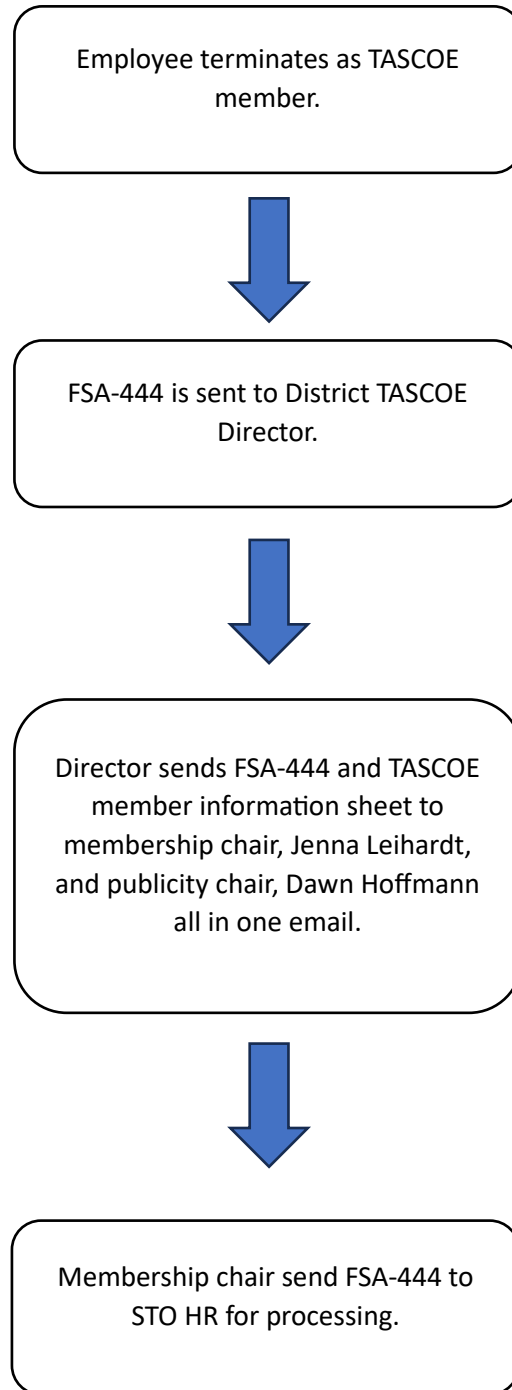 Employee terminates as TASCOE
member.
FSA-444 is sent to District TASCOE
Director.
Director sends FSA-444 and TASCOE
member information sheet to
membership chair, Jenna Leihardt,
and publicity chair, Dawn Hoffmann
all in one email.
Membership chair send FSA-444 to
STO HR for processing.